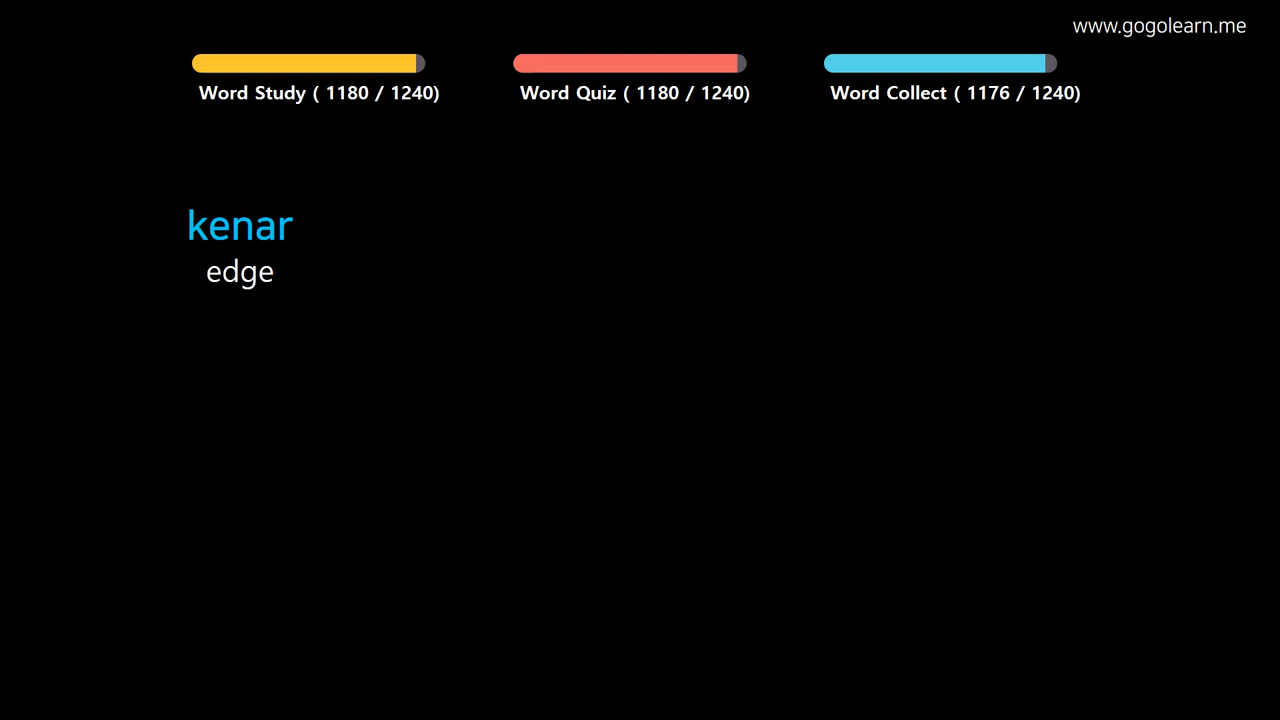 www.gogolearn.me
Word Study ( 1180 / 1240)
Word Quiz ( 1180 / 1240)
Word Collect ( 1176 / 1240)
kenar
edge